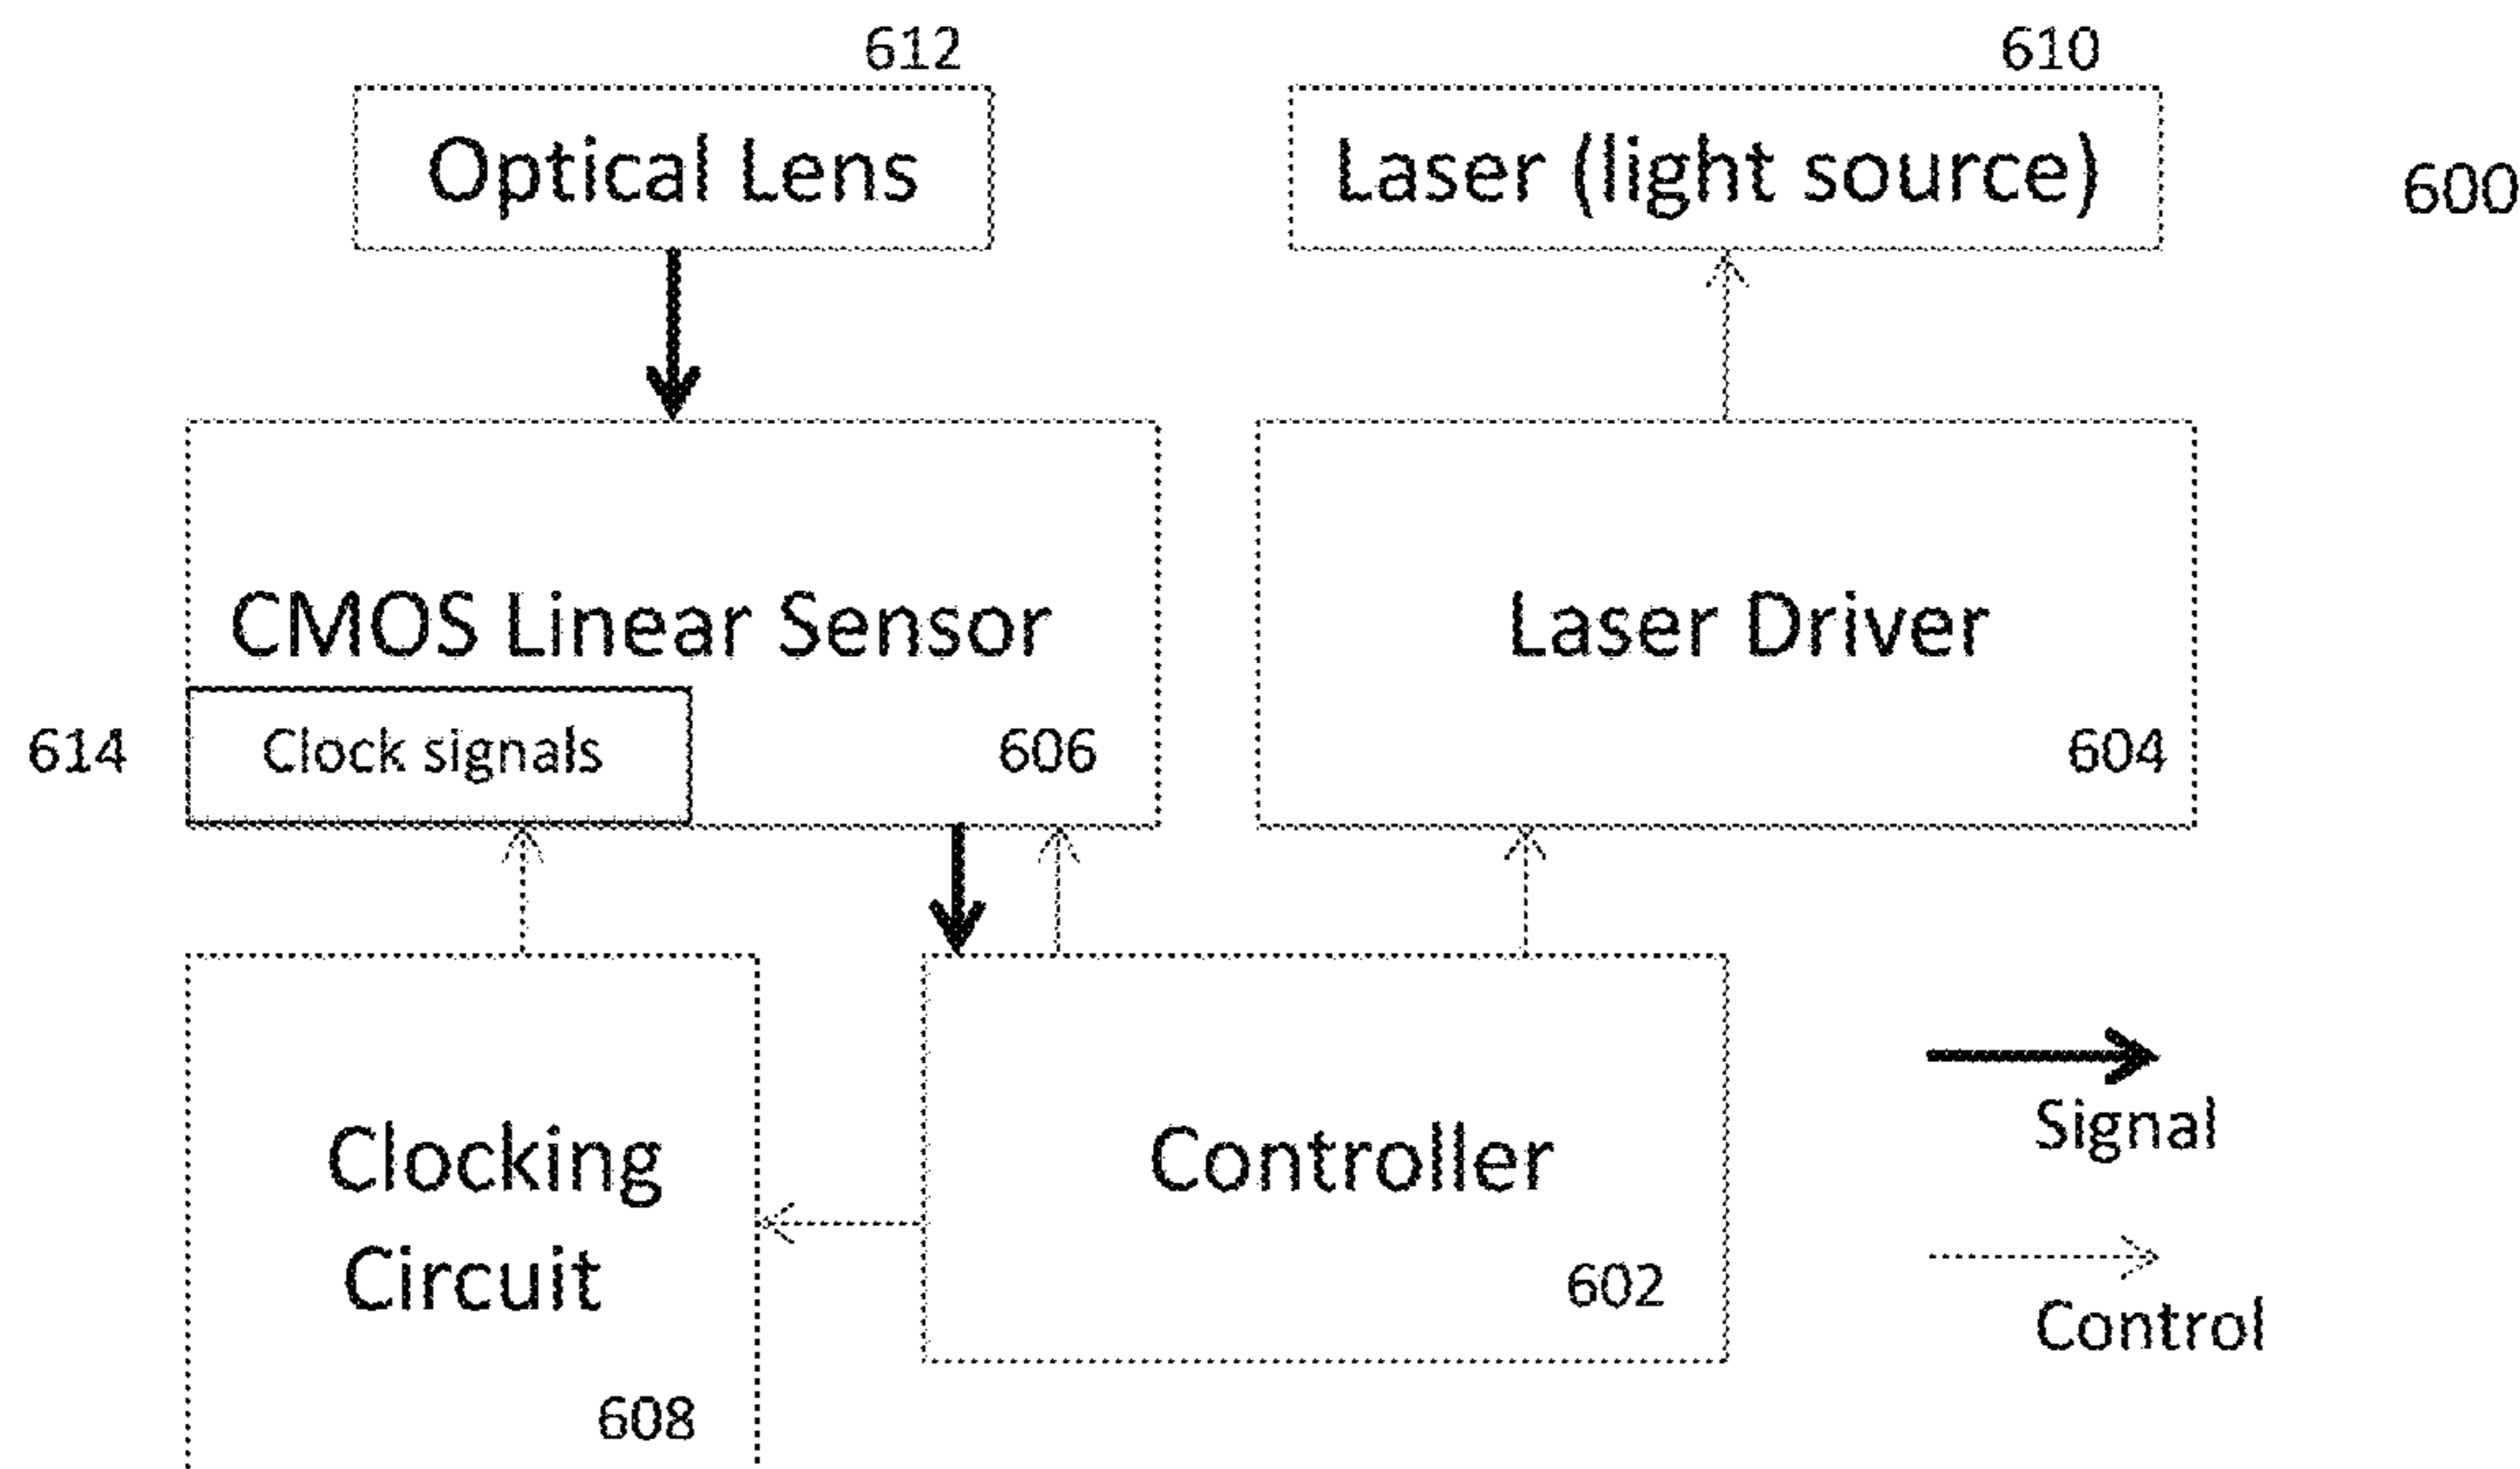 612
610
Optical Lens
Laser (light source)
600
CMOS Linear Sensor
Laser Driver
614
Clock signals
606
604
Clocking
Circuit
608
Controller
602
Signal
Control